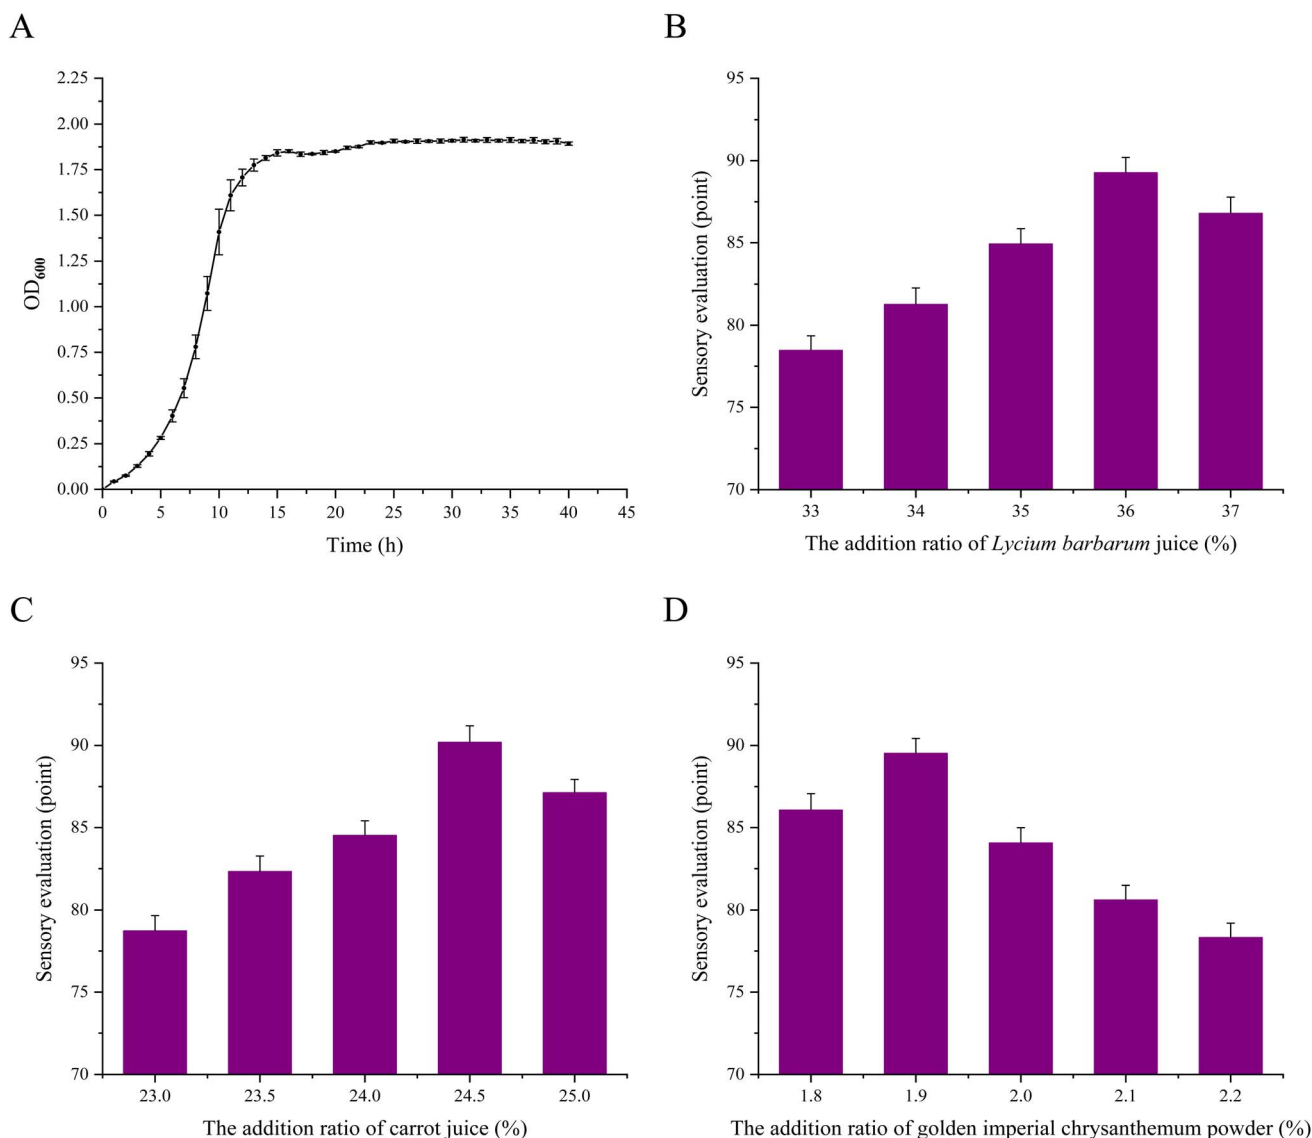 A
OD600
2.25
2.00
1.75
1.50
1.25
1.00
0.75
0.50
0.25
0.00
0 5 10 15 20 25 30 35 40 45
Time (h)
B
Sensory evaluation (point)
95
90
85
80
75
70
33 34 35 36 37
The addition ratio of Lycium barbarum juice (%)
C
Sensory evaluation (point)
95
90
85
80
75
70
23.0 23.5 24.0 24.5 25.0
The addition ratio of carrot juice (%)
D
Sensory evaluation (point)
95
90
85
80
75
70
1.8 1.9 2.0 2.1 2.2
The addition ratio of golden imperial chrysanthemum powder (%)